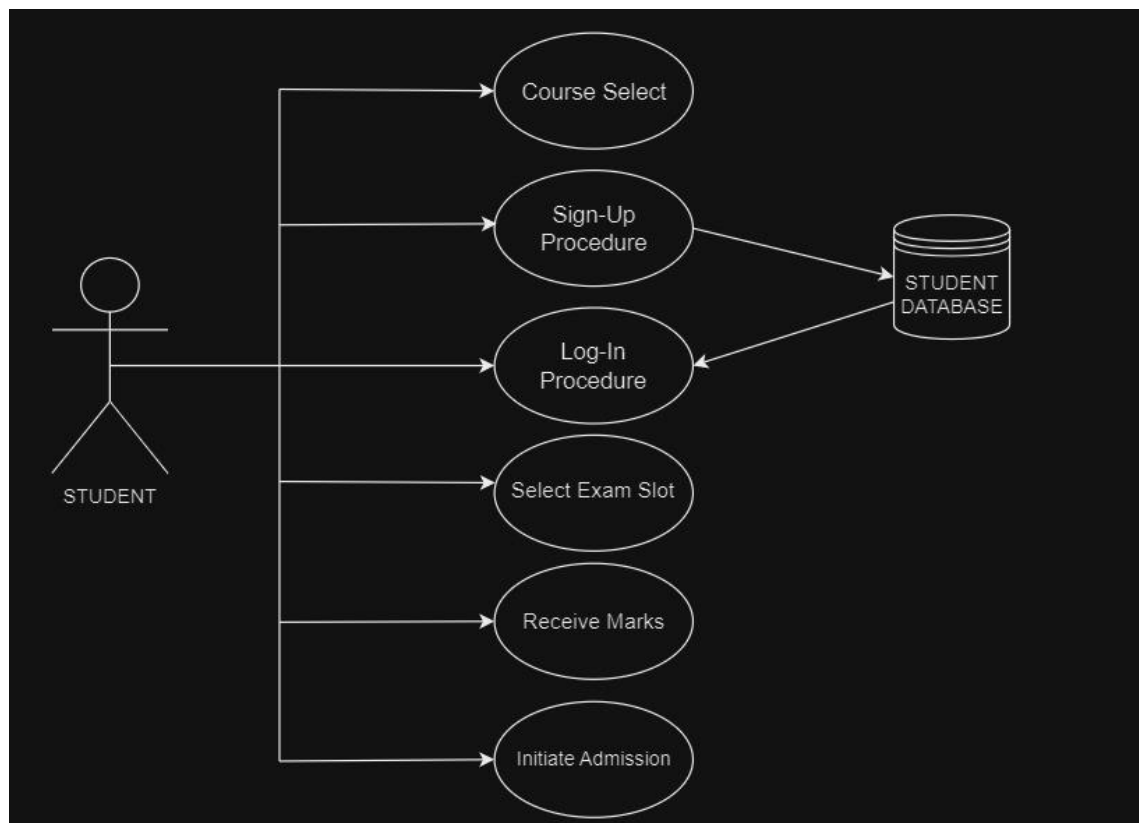 Course Select
Sign-Up
Procedure
STUDENT
DATABASE
Log-In
Procedure
STUDENT
Select Exam Slot
Receive Marks
Initiate Admission